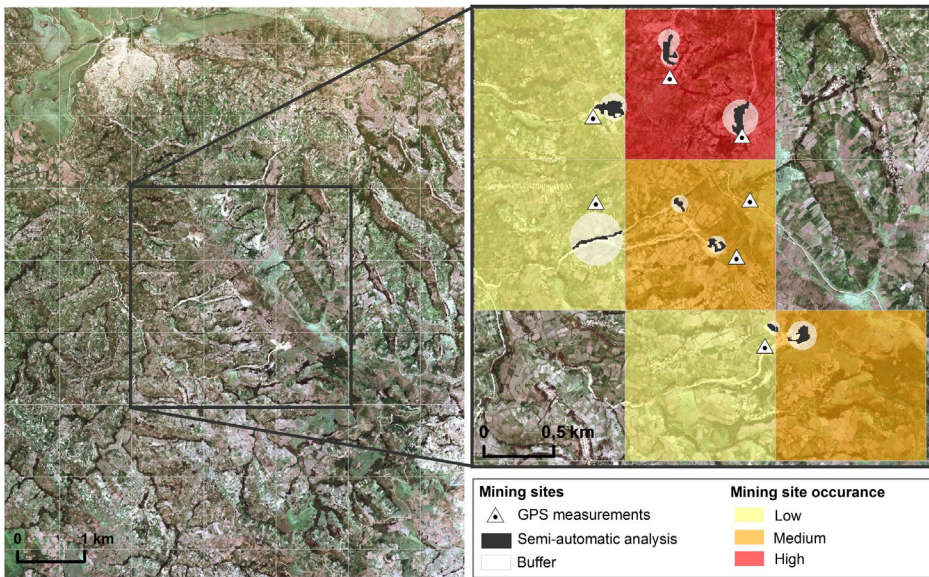 0 0,5 km
0 1 km
Mining sites
GPS measurements
Semi-automatic analysis
Buffer
Mining site occurance
Low
Medium
High